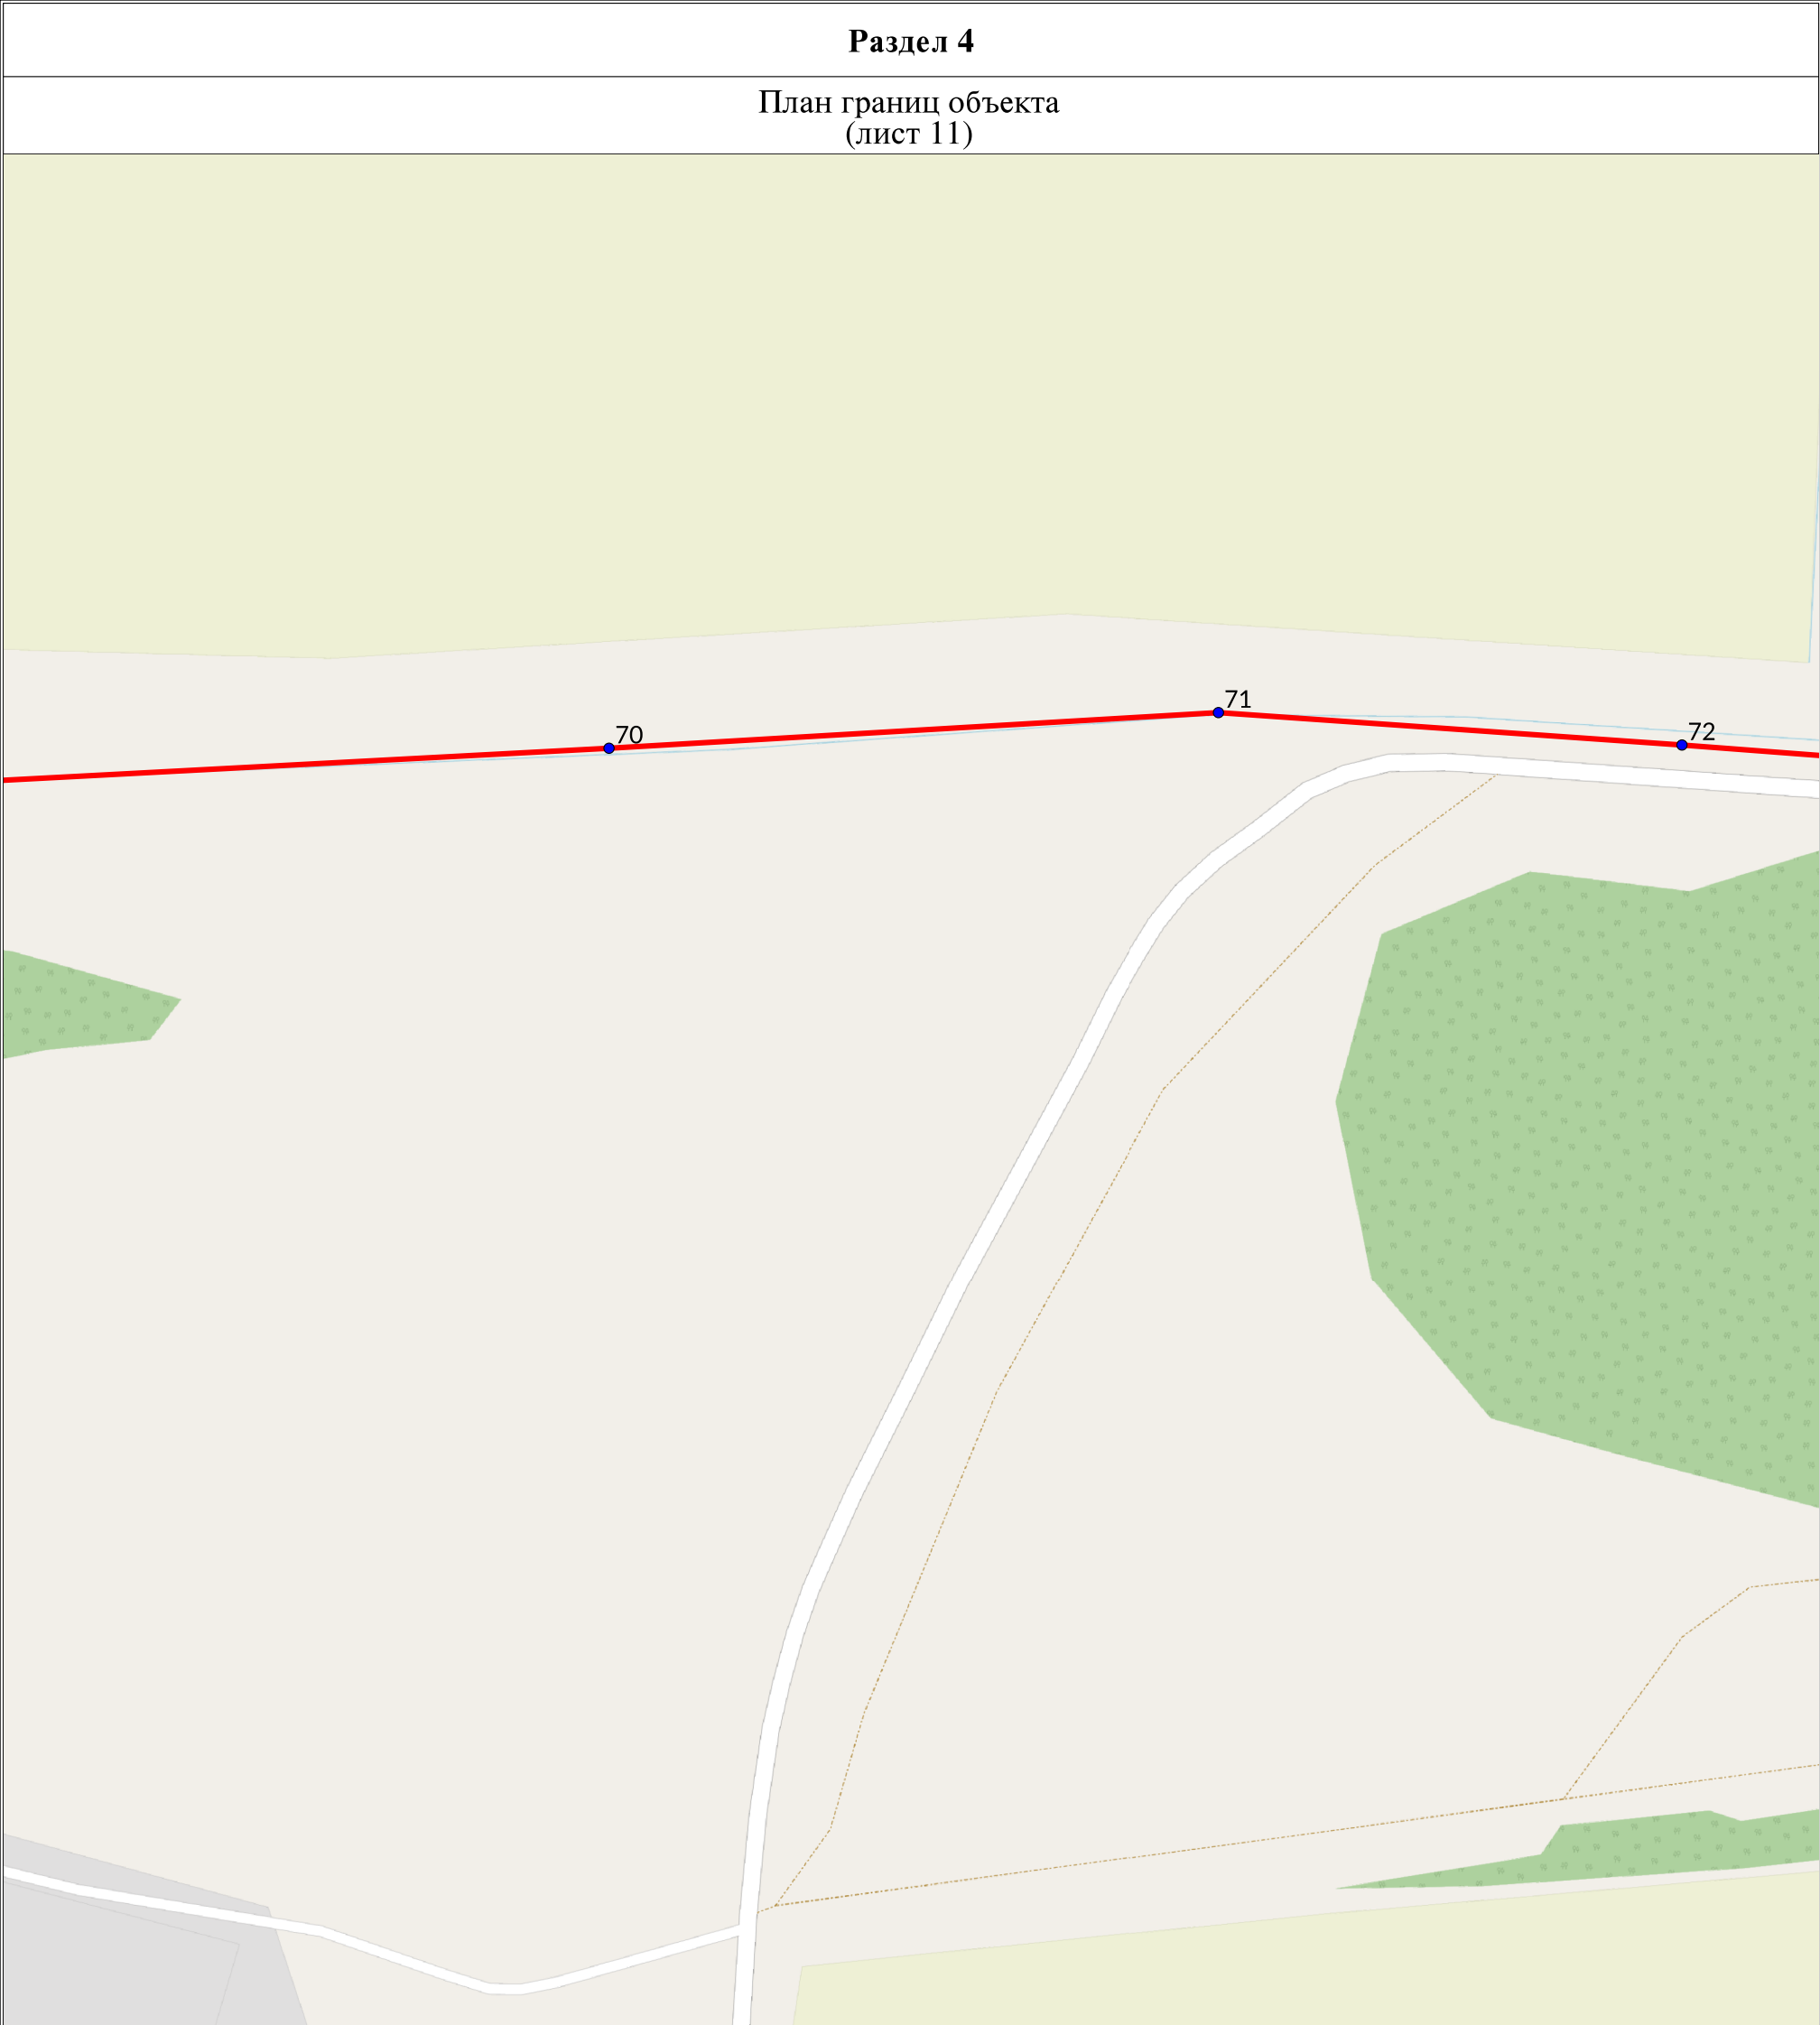 Раздел 4
План границ объекта
(лист 11)
71
72
70